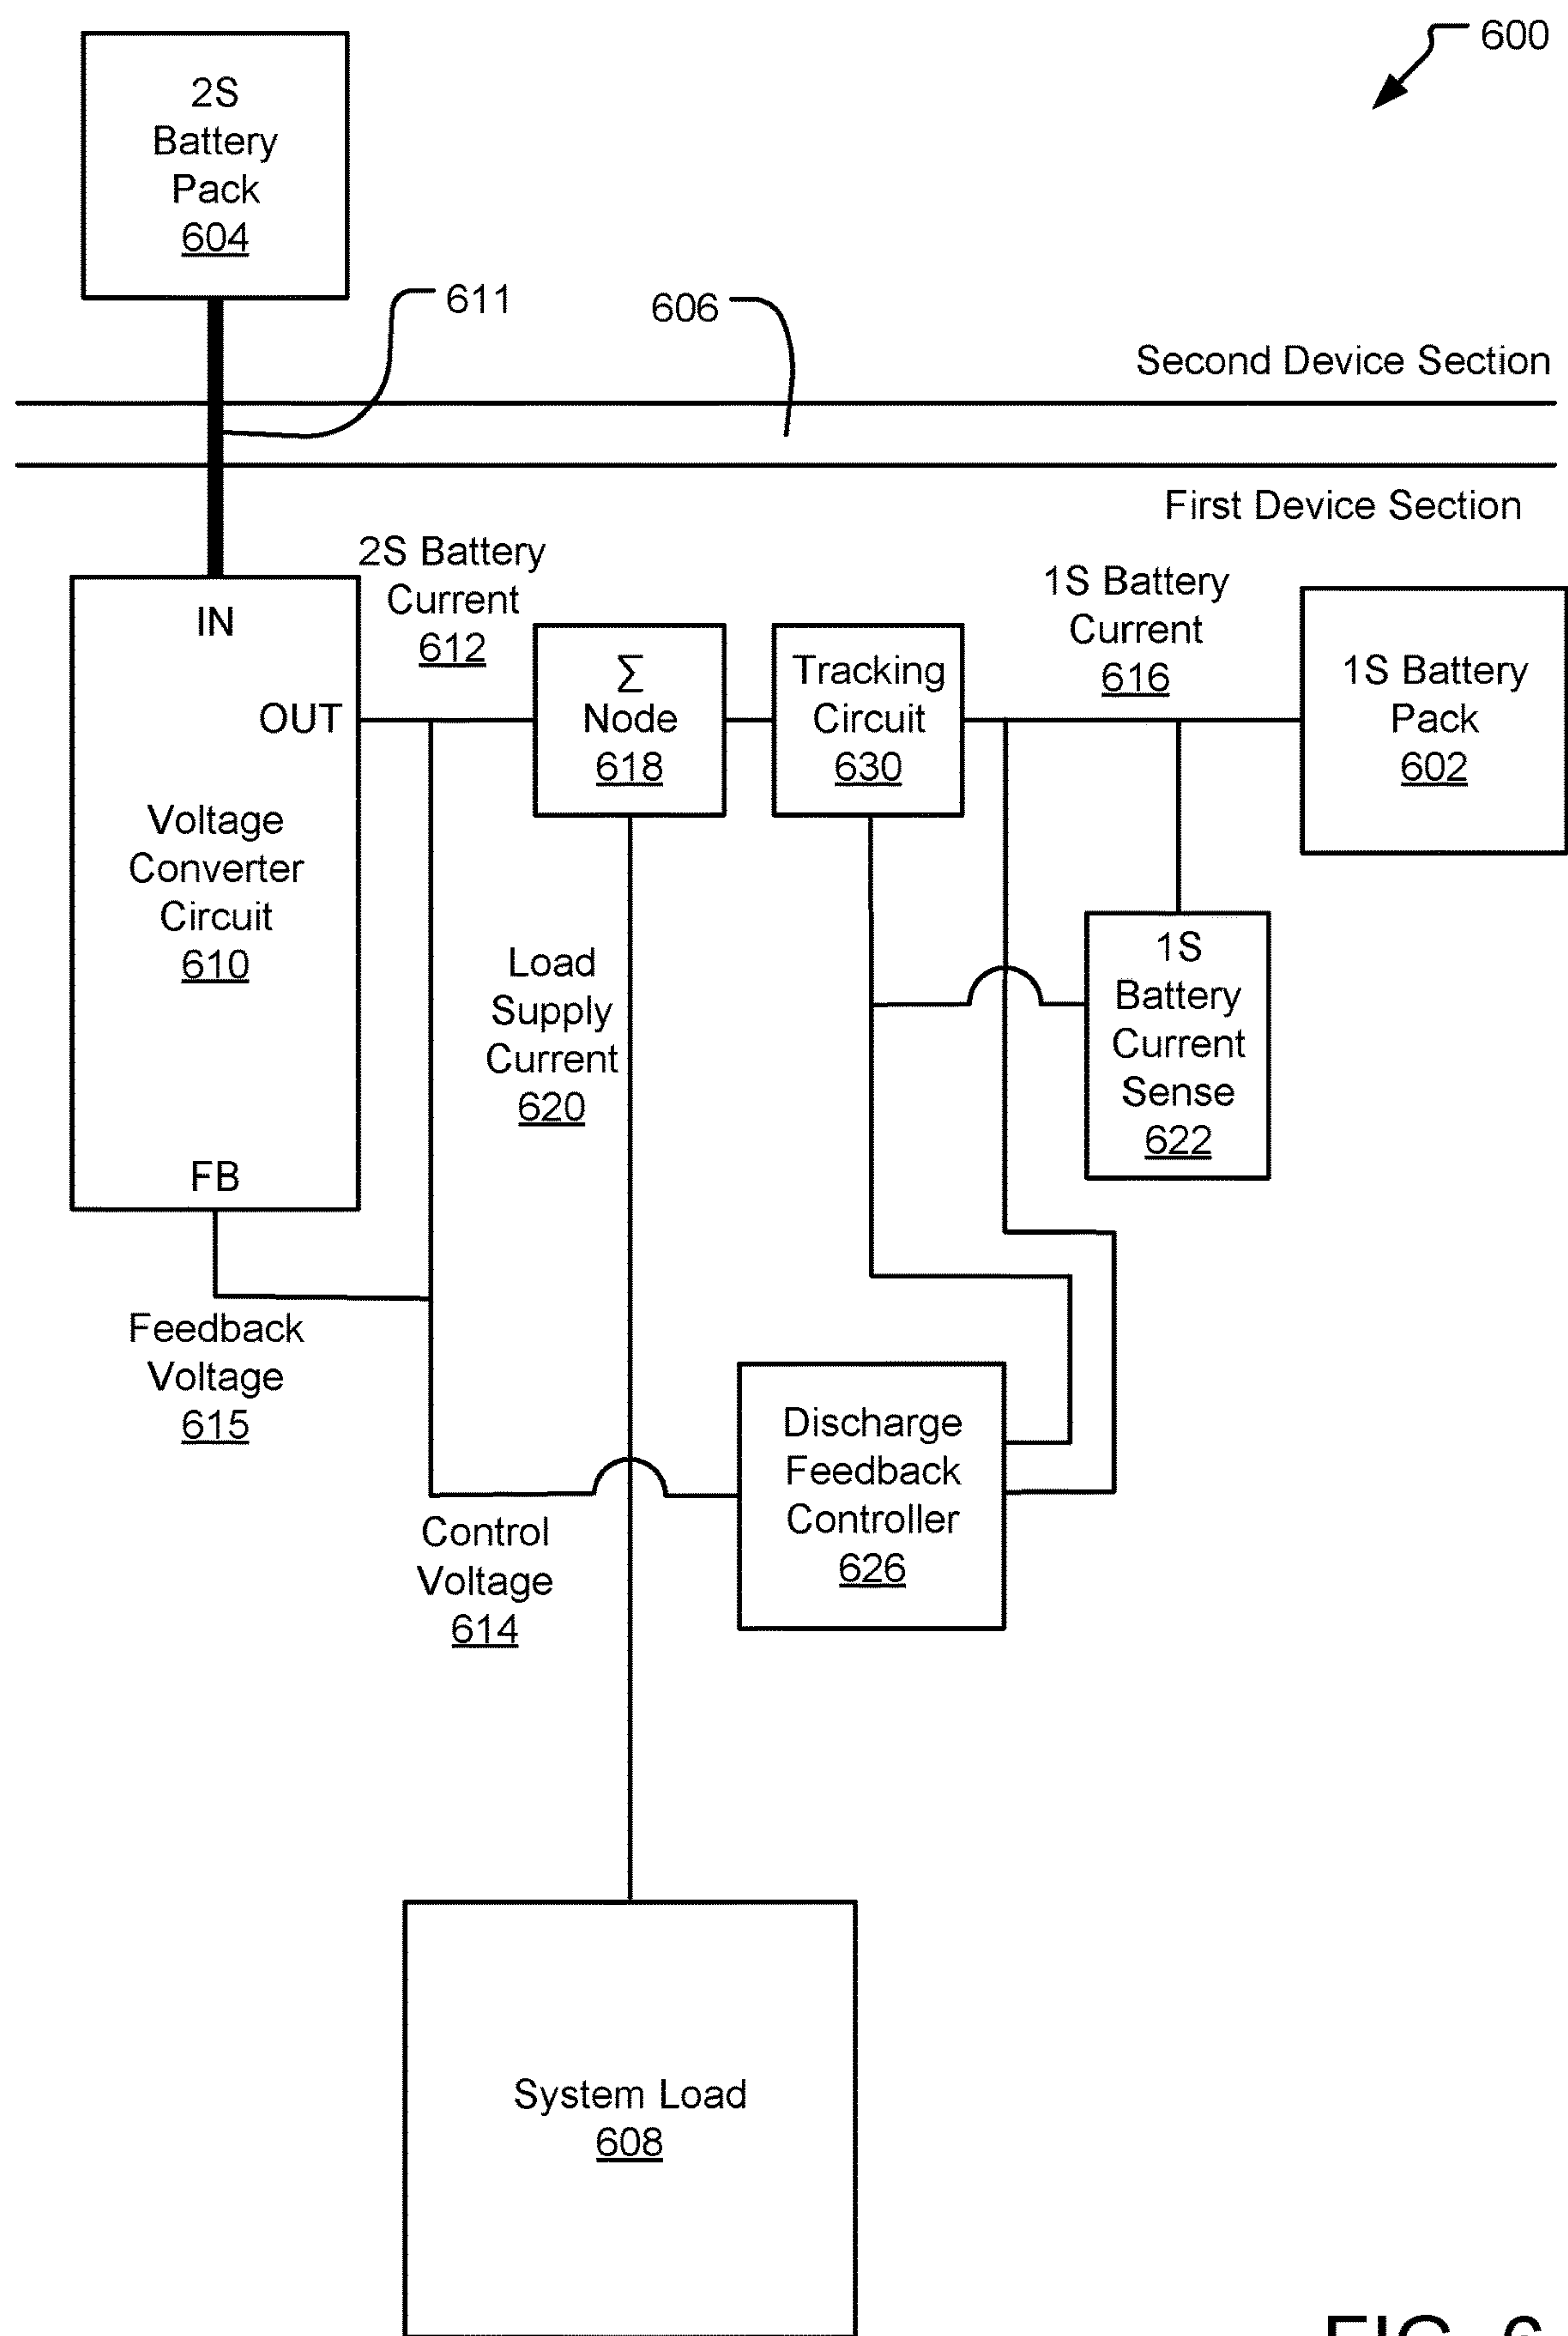 600
2S
Battery
Pack
604
611
606
Second Device Section
First Device Section
2S Battery
Current
612
1S Battery
Current
616
IN
OUT
Voltage
Converter
Circuit
610
FB
Σ
Node
618
Tracking
Circuit
630
1S Battery
Pack
602
Load
Supply
Current
620
1S
Battery
Current
Sense
622
Feedback
Voltage
615
Discharge
Feedback
Controller
626
Control
Voltage
614
System Load
608
FIG. 6